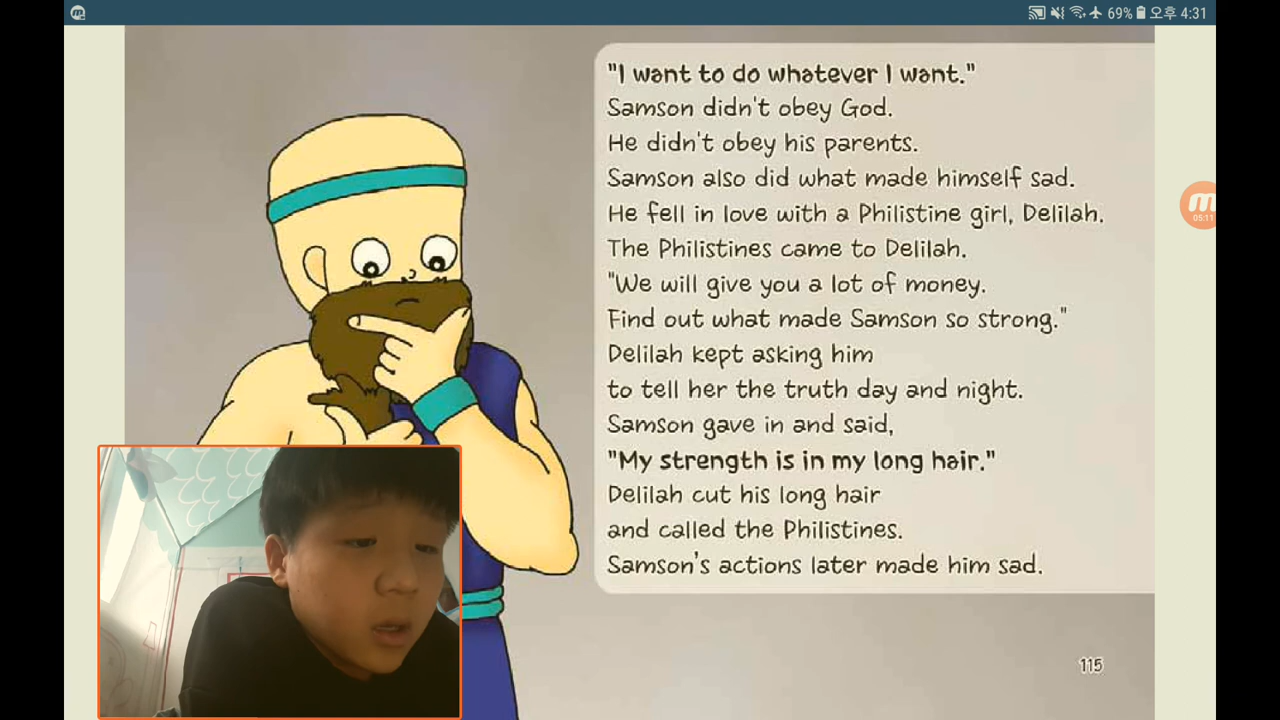 69% 오후 4:31
"I want to do whatever I want."
Samson didn't obey God.
He didn't obey his parents.
Samson also did what made himself sad.
He fell in love with a Philistine girl, Delilah.
The Philistines came to Delilah.
"We will give you a lot of money.
Find out what made Samson so strong."
Delilah kept asking him
to tell her the truth day and night.
Samson gave in and said,
"My strength is in my long hair."
Delilah cut his long hair
and called the Philistines.
Samson's actions later made him sad.
05:11
115